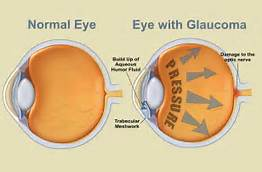 Normal Eye
Eye with Glaucoma
Build Up of
Aqueous
Humor Fluid
Damage to the
optic nerve
PRESSURE
Trabecular
Meshwork